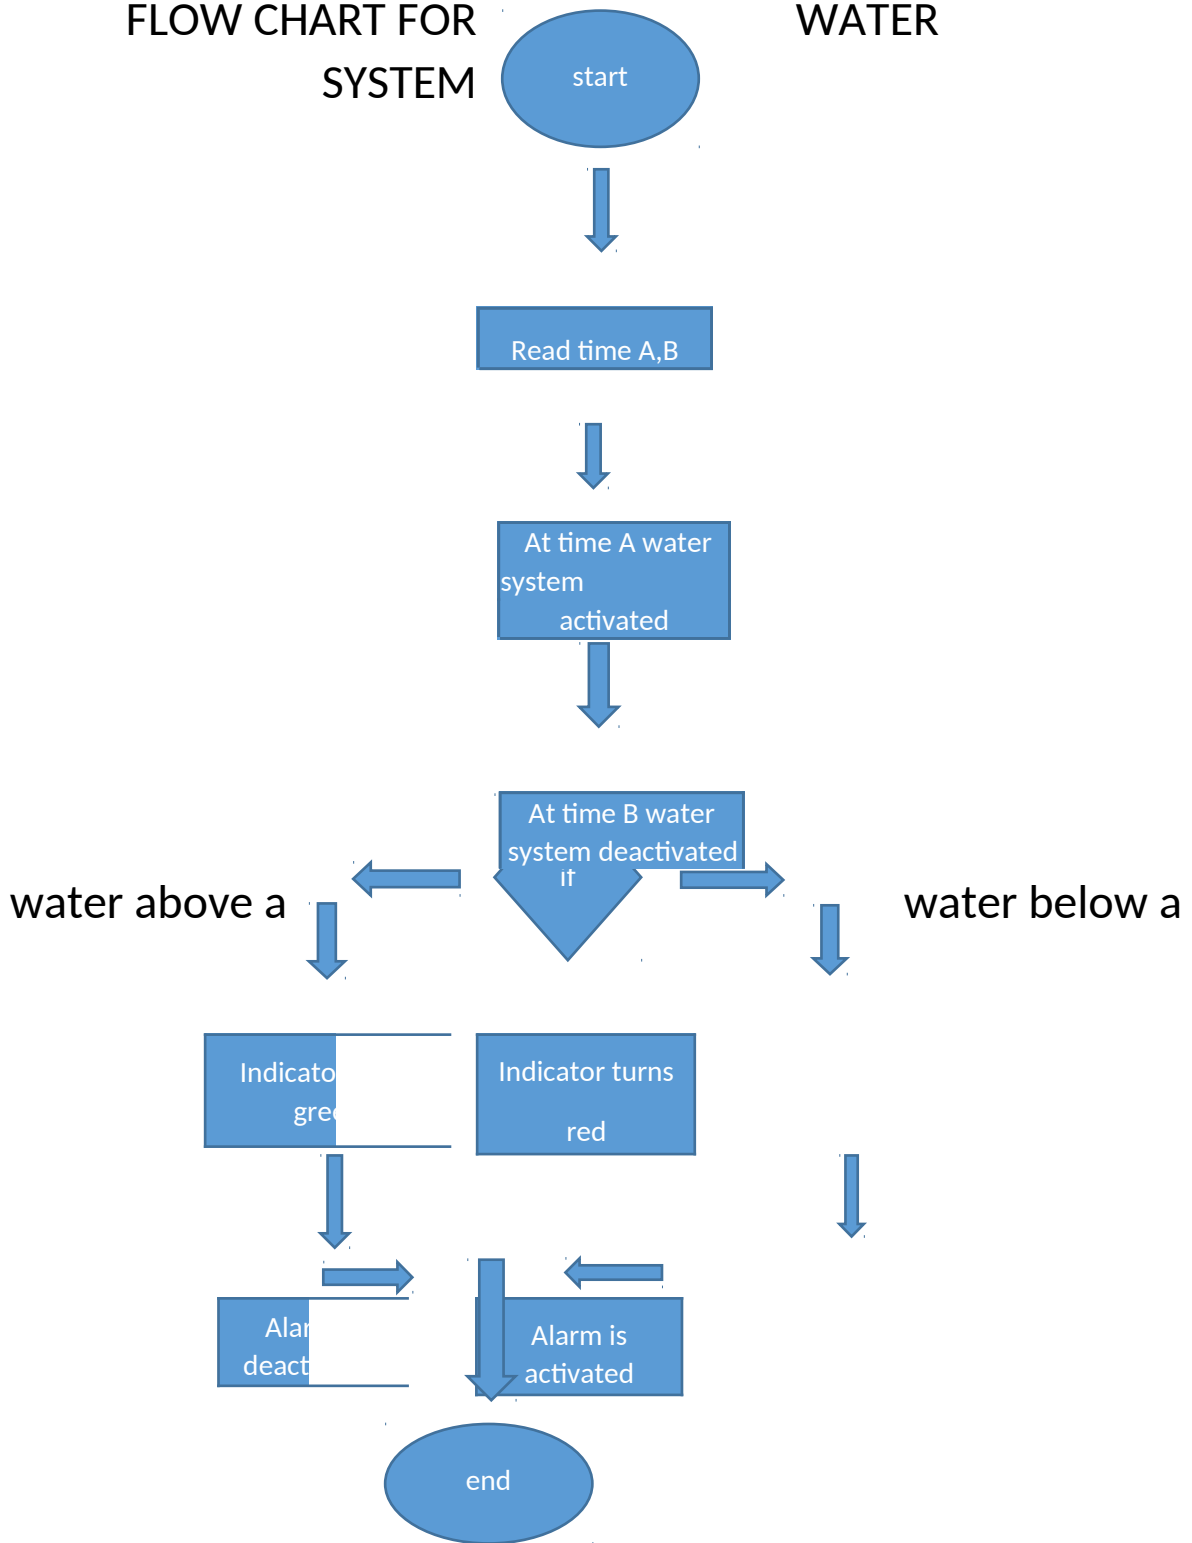 FLOW CHART FOR WATER
SYSTEM
start
Read time A,B
At time A water
system
activated
At time B water
system deactivated
if
water above a
water below a
Indicator turns
red
Alarm is
activated
end